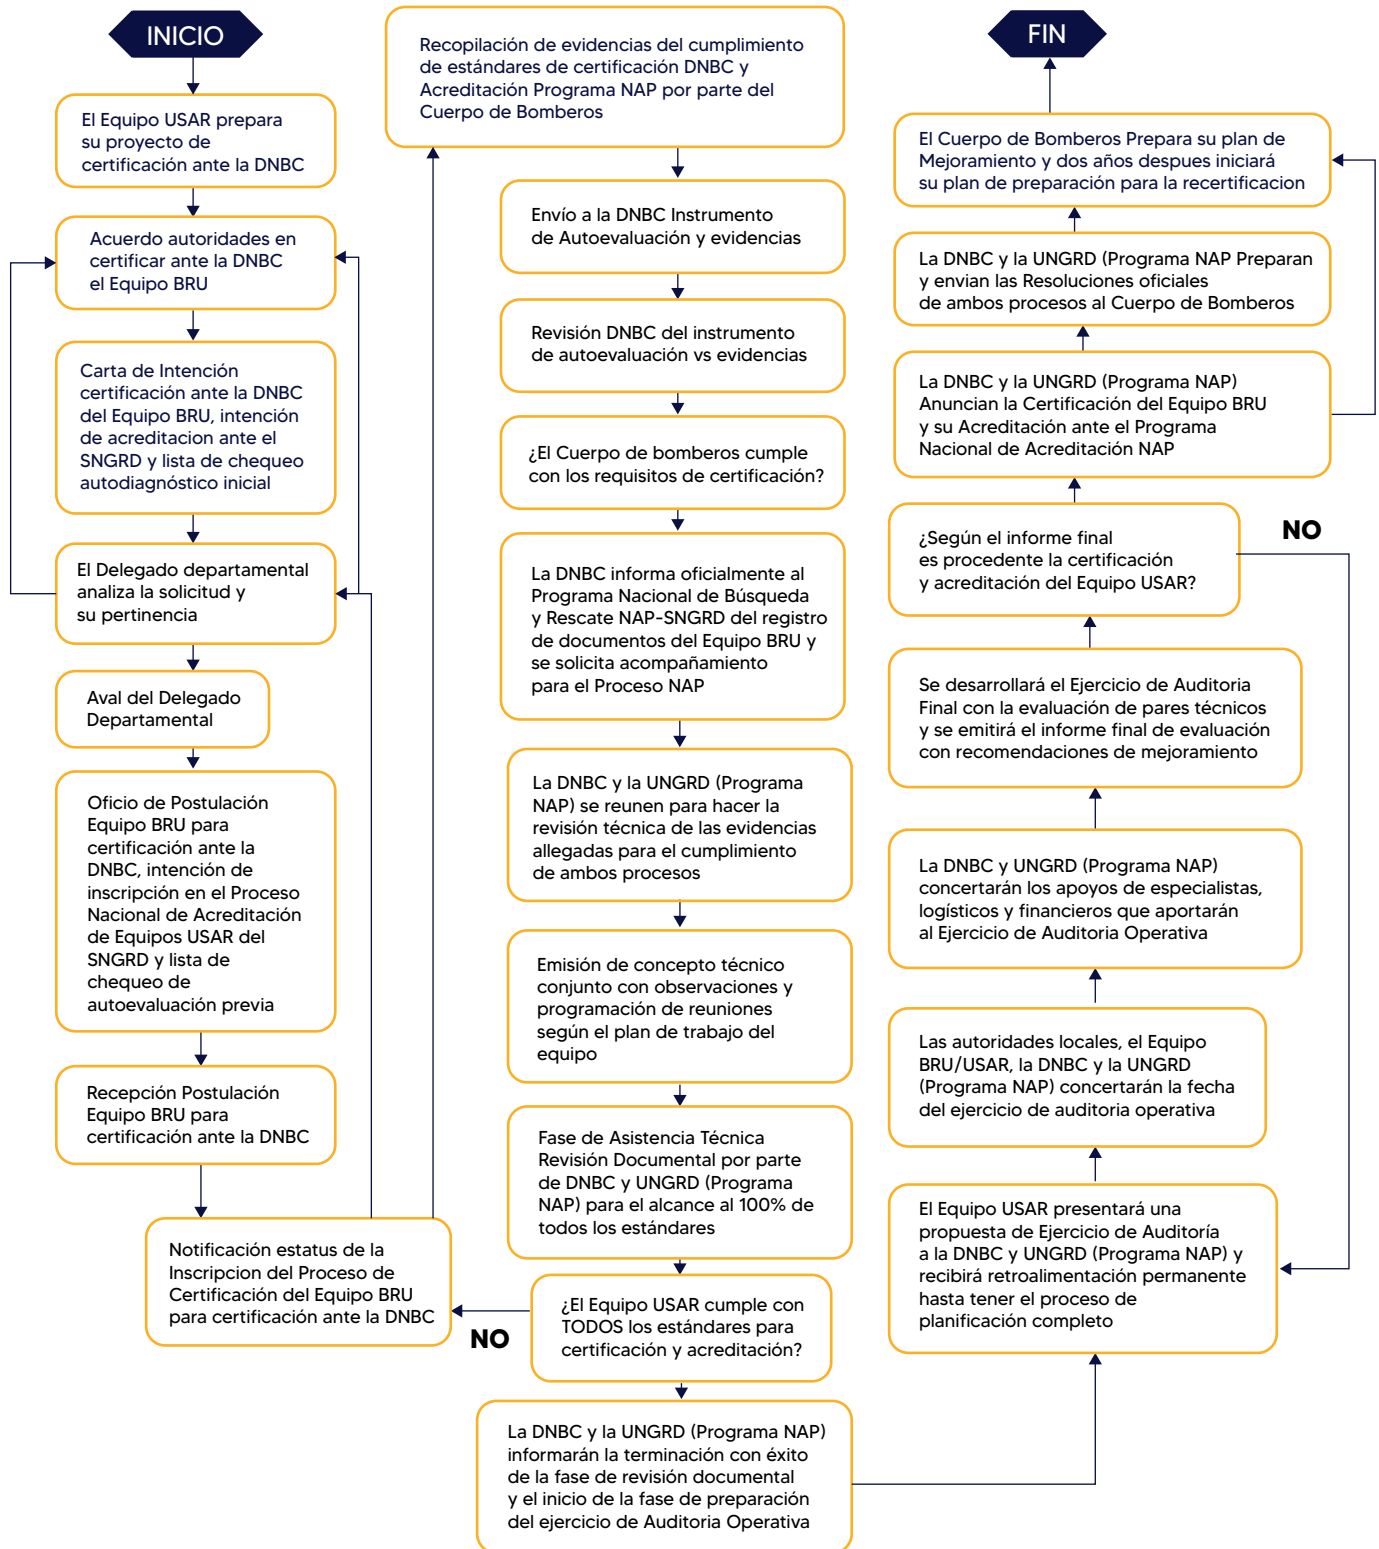 INICIO
El Equipo USAR prepara
su proyecto de
certificación ante la DNBC
Acuerdo autoridades en
certificar ante la DNBC
el Equipo BRU
Carta de Intención
certificación ante la DNBC
del Equipo BRU, intención
de acreditacion ante el
SNGRD y lista de chequeo
autodiagnóstico inicial
El Delegado departamental
analiza la solicitud y
su pertinencia
Aval del Delegado
Departamental
Oficio de Postulación
Equipo BRU para
certificación ante la
DNBC, intención de
inscripción en el Proceso
Nacional de Acreditación
de Equipos USAR del
SNGRD y lista de
chequeo de
autoevaluación previa
Recepción Postulación
Equipo BRU para
certificación ante la DNBC
Notificación estatus de la
Inscripcion del Proceso de
Certificación del Equipo BRU
para certificación ante la DNBC
Recopilación de evidencias del cumplimiento
de estándares de certificación DNBC y
Acreditación Programa NAP por parte del
Cuerpo de Bomberos
Envío a la DNBC Instrumento
de Autoevaluación y evidencias
Revisión DNBC del instrumento
de autoevaluación vs evidencias
¿El Cuerpo de bomberos cumple
con los requisitos de certificación?
La DNBC informa oficialmente al
Programa Nacional de Búsqueda
y Rescate NAP-SNGRD del registro
de documentos del Equipo BRU y
se solicita acompañamiento
para el Proceso NAP
La DNBC y la UNGRD (Programa
NAP) se reunen para hacer la
revisión técnica de las evidencias
allegadas para el cumplimiento
de ambos procesos
Emisión de concepto técnico
conjunto con observaciones y
programación de reuniones
según el plan de trabajo del
equipo
Fase de Asistencia Técnica
Revisión Documental por parte
de DNBC y UNGRD (Programa
NAP) para el alcance al 100% de
todos los estándares
¿El Equipo USAR cumple con
TODOS los estándares para
certificación y acreditación?
NO
La DNBC y la UNGRD (Programa NAP)
informarán la terminación con éxito
de la fase de revisión documental
y el inicio de la fase de preparación
del ejercicio de Auditoria Operativa
FIN
El Cuerpo de Bomberos Prepara su plan de
Mejoramiento y dos años despues iniciará
su plan de preparación para la recertificacion
La DNBC y la UNGRD (Programa NAP Preparan
y envian las Resoluciones oficiales
de ambos procesos al Cuerpo de Bomberos
La DNBC y la UNGRD (Programa NAP)
Anuncian la Certificación del Equipo BRU
y su Acreditación ante el Programa
Nacional de Acreditación NAP
¿Según el informe final
es procedente la certificación
y acreditación del Equipo USAR?
NO
Se desarrollará el Ejercicio de Auditoria
Final con la evaluación de pares técnicos
y se emitirá el informe final de evaluación
con recomendaciones de mejoramiento
La DNBC y UNGRD (Programa NAP)
concertarán los apoyos de especialistas,
logísticos y financieros que aportarán
al Ejercicio de Auditoria Operativa
Las autoridades locales, el Equipo
BRU/USAR, la DNBC y la UNGRD
(Programa NAP) concertarán la fecha
del ejercicio de auditoria operativa
El Equipo USAR presentará una
propuesta de Ejercicio de Auditoría
a la DNBC y UNGRD (Programa NAP) y
recibirá retroalimentación permanente
hasta tener el proceso de
planificación completo